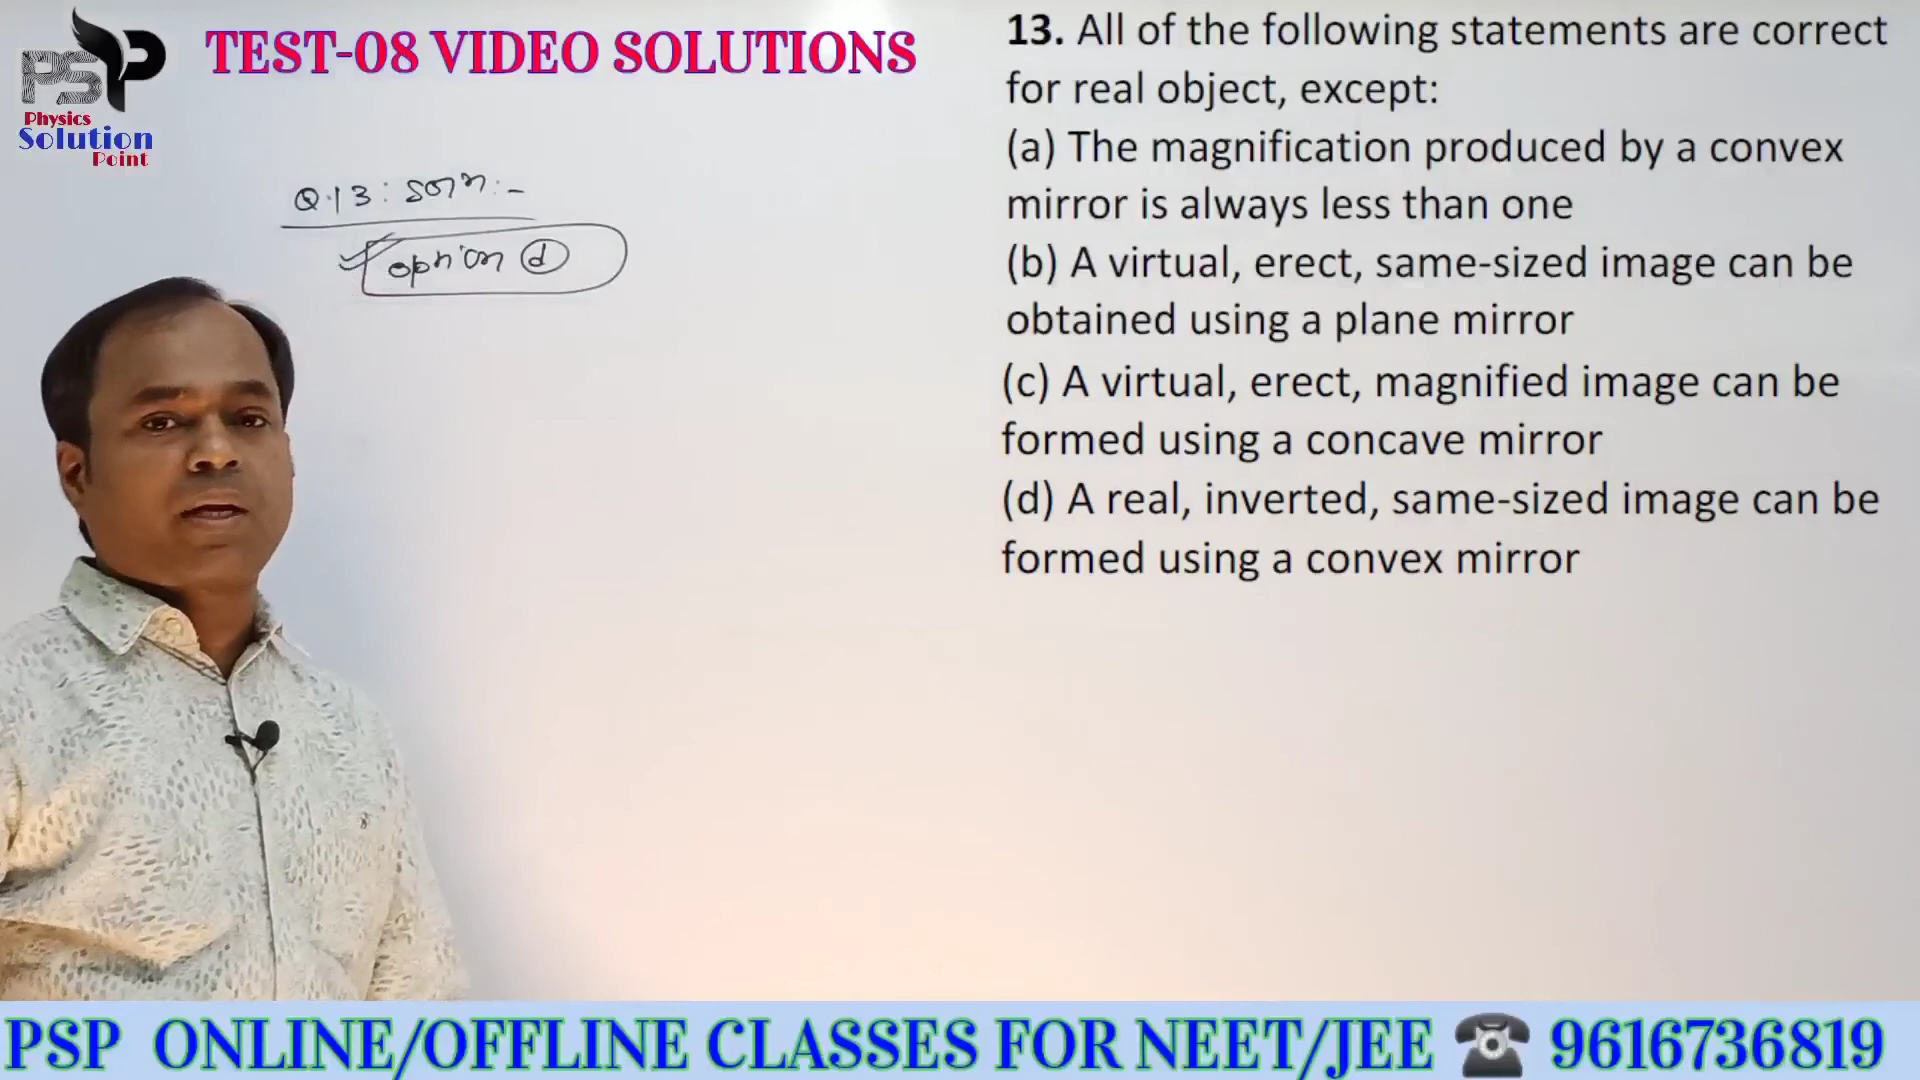 PSP
Physics
Solution
Point
TEST-08 VIDEO SOLUTIONS
Q.13: Soln:-
option (d)
13. All of the following statements are correct
for real object, except:
(a) The magnification produced by a convex
mirror is always less than one
(b) A virtual, erect, same-sized image can be
obtained using a plane mirror
(c) A virtual, erect, magnified image can be
formed using a concave mirror
(d) A real, inverted, same-sized image can be
formed using a convex mirror
PSP ONLINE/OFFLINE CLASSES FOR NEET/JEE ☎ 9616736819